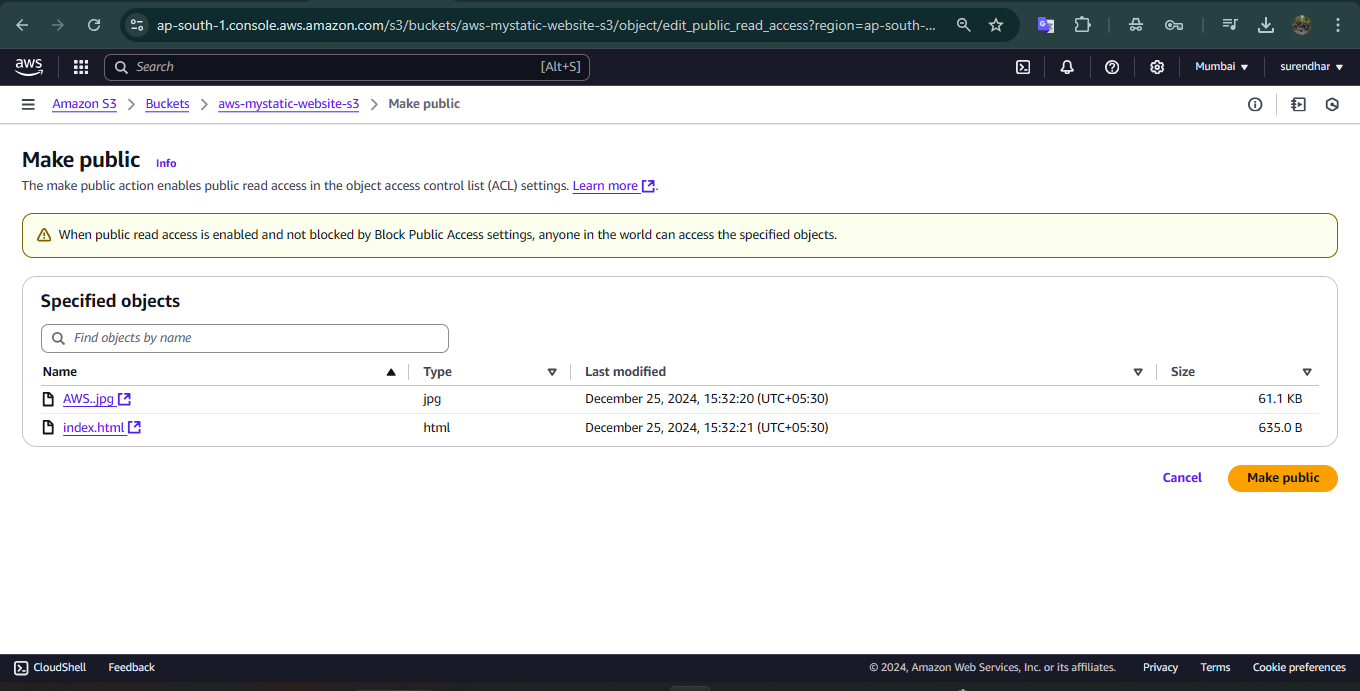 ap-south-1.console.aws.amazon.com/s3/buckets/aws-mystatic-website-s3/object/edit_public_read_access?region=ap-south-...
aws Search [Alt+S] Mumbai surendhar
Amazon S3 Buckets aws-mystatic-website-s3 Make public
Make public Info
The make public action enables public read access in the object access control list (ACL) settings. Learn more.
When public read access is enabled and not blocked by Block Public Access settings, anyone in the world can access the specified objects.
Specified objects
Find objects by name
Name Type Last modified Size
AWS..jpg jpg December 25, 2024, 15:32:20 (UTC+05:30) 61.1 KB
index.html html December 25, 2024, 15:32:21 (UTC+05:30) 635.0 B
Cancel Make public
CloudShell Feedback © 2024, Amazon Web Services, Inc. or its affiliates. Privacy Terms Cookie preferences